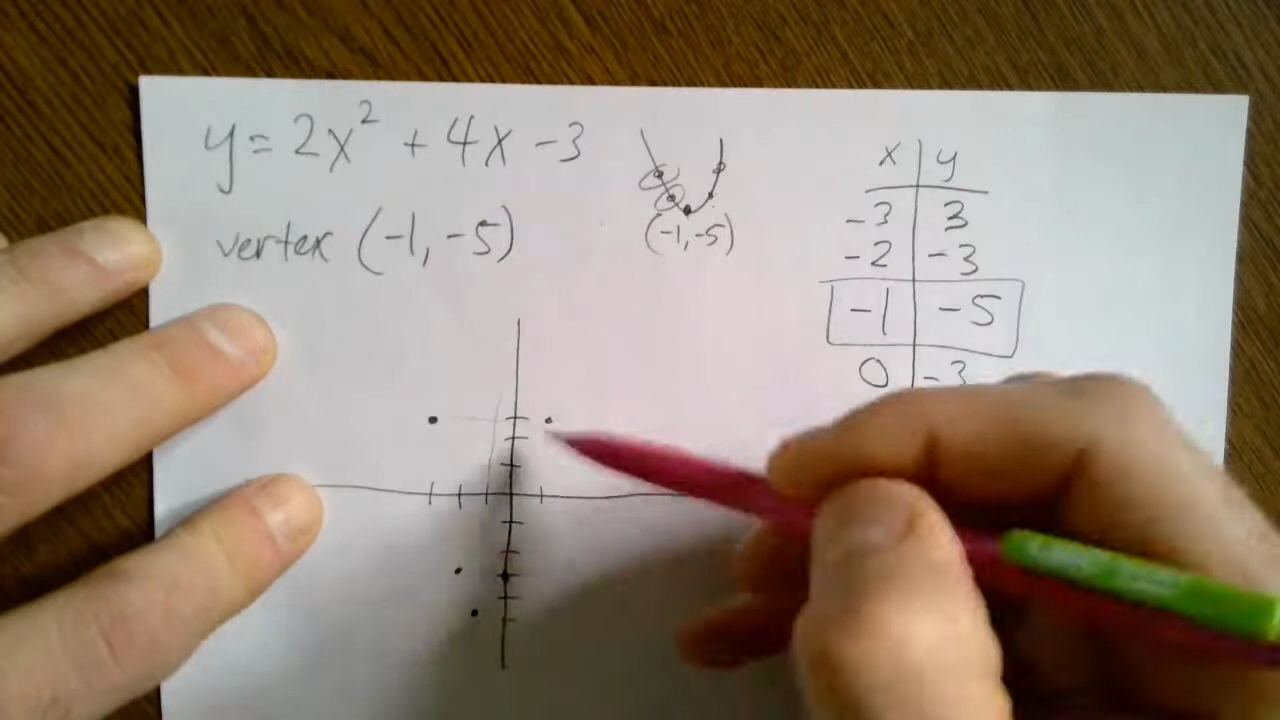 y = 2x² + 4x - 3
vertex (-1, -5)
(-1, -5)
x y
-3 3
-2 -3
-1 -5
0 -3